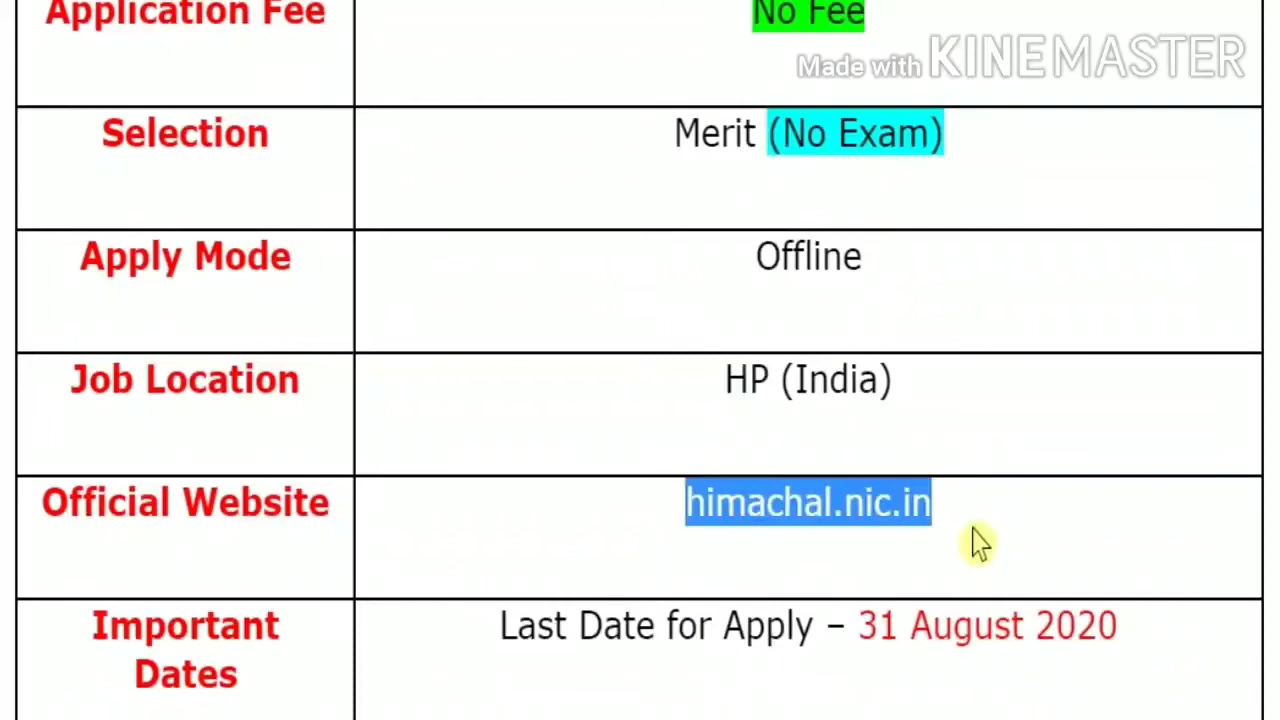 Application Fee No Fee
Made with KINEMASTER
Selection Merit (No Exam)
Apply Mode Offline
Job Location HP (India)
Official Website himachal.nic.in
Important Last Date for Apply – 31 August 2020
Dates